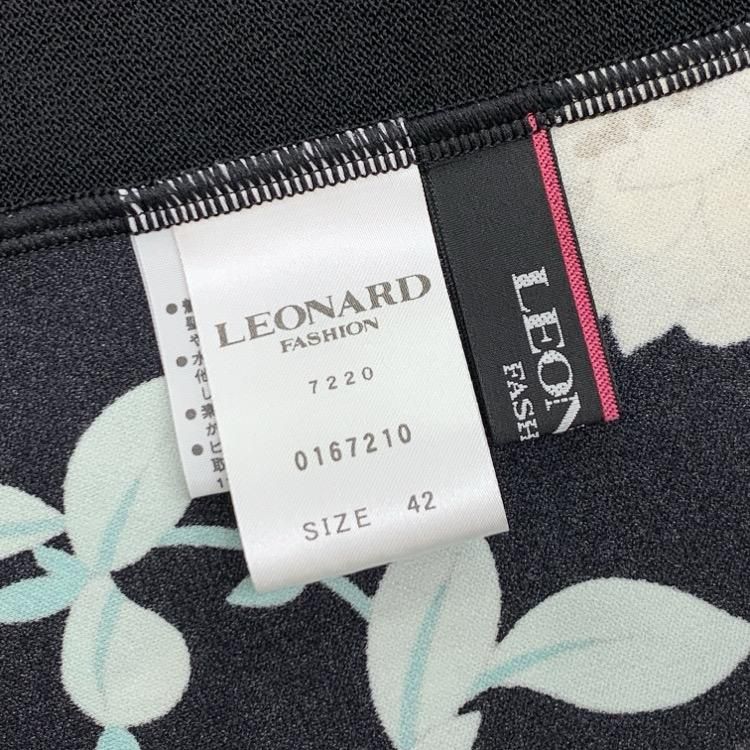 LEONARD
FASHION
7220
0167210
SIZE 42
LEON
FASH